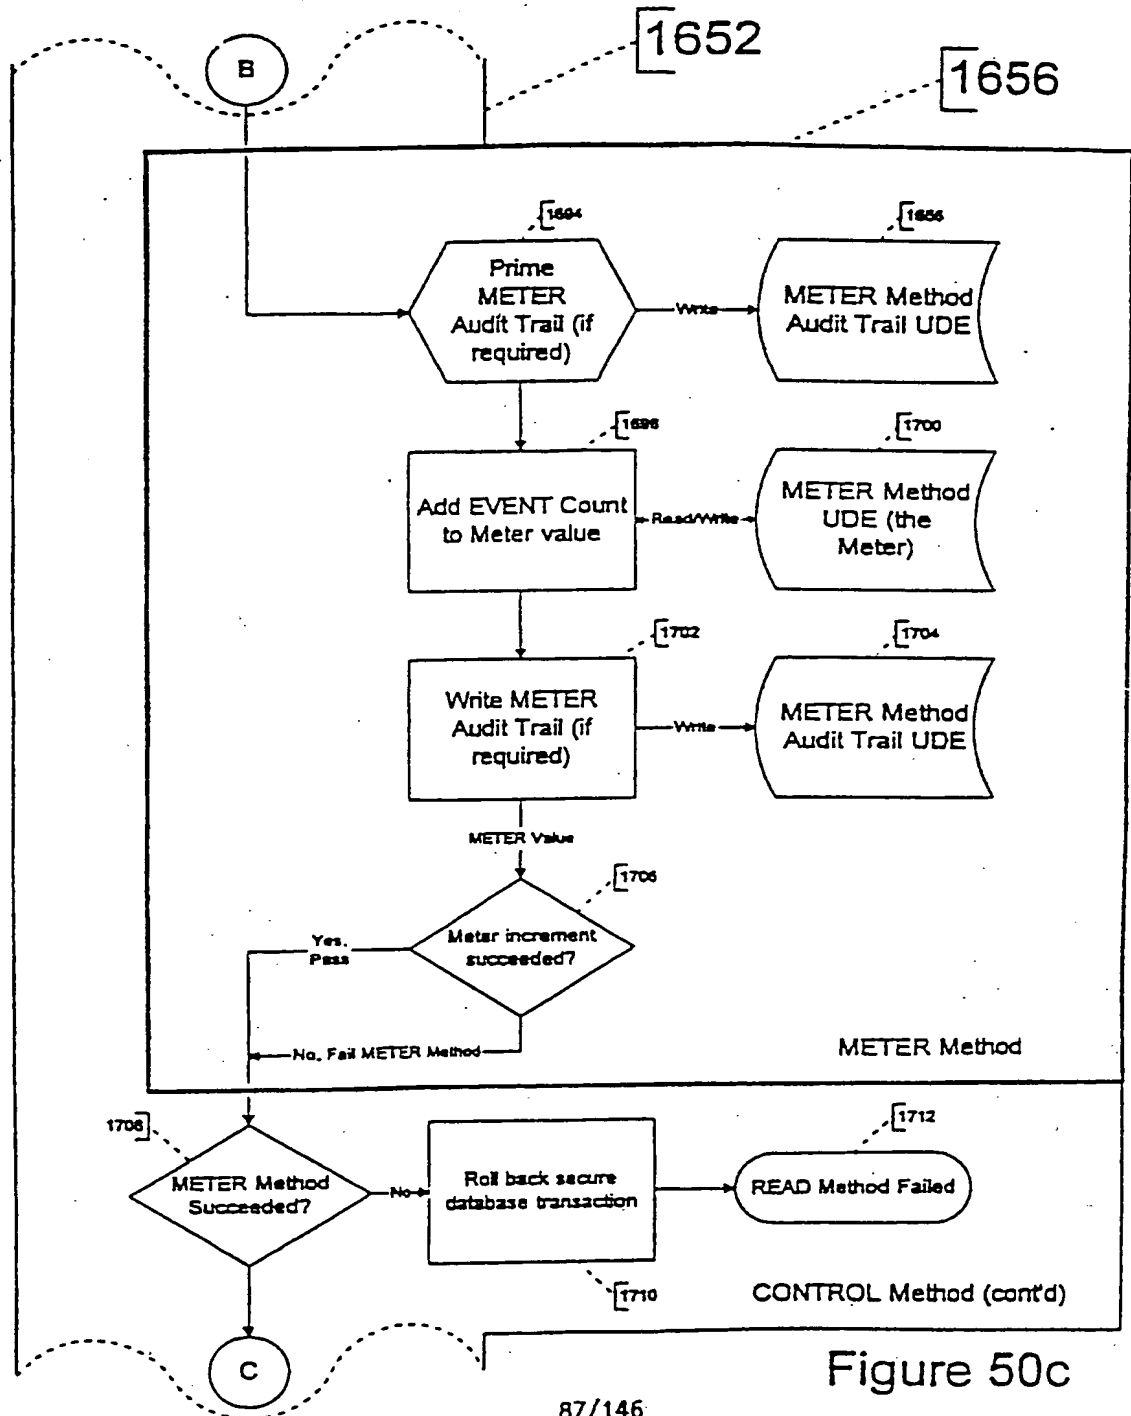 1652
1656
B
1694
Prime
METER
Audit Trail (if
required)
Write
1656
METER Method
Audit Trail UDE
1698
Add EVENT Count
to Meter value
Read/Write
1700
METER Method
UDE (the
Meter)
1702
Write METER
Audit Trail (if
required)
Write
1704
METER Method
Audit Trail UDE
METER Value
1706
Meter increment
succeeded?
Yes,
Pass
No, Fail METER Method
METER Method
1708
METER Method
Succeeded?
No
Roll back secure
database transaction
1710
1712
READ Method Failed
CONTROL Method (cont'd)
C
Figure 50c
87/146